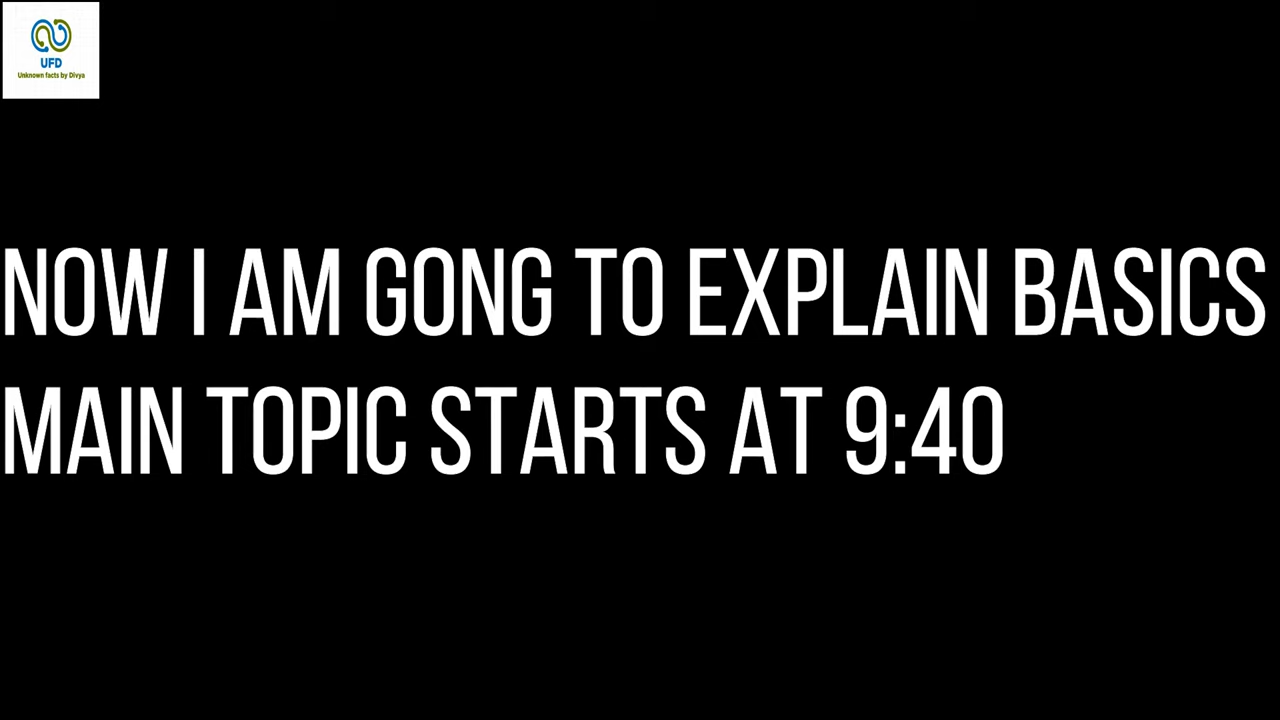 UFD
Unknown facts by Divya
NOW I AM GONG TO EXPLAIN BASICS
MAIN TOPIC STARTS AT 9:40